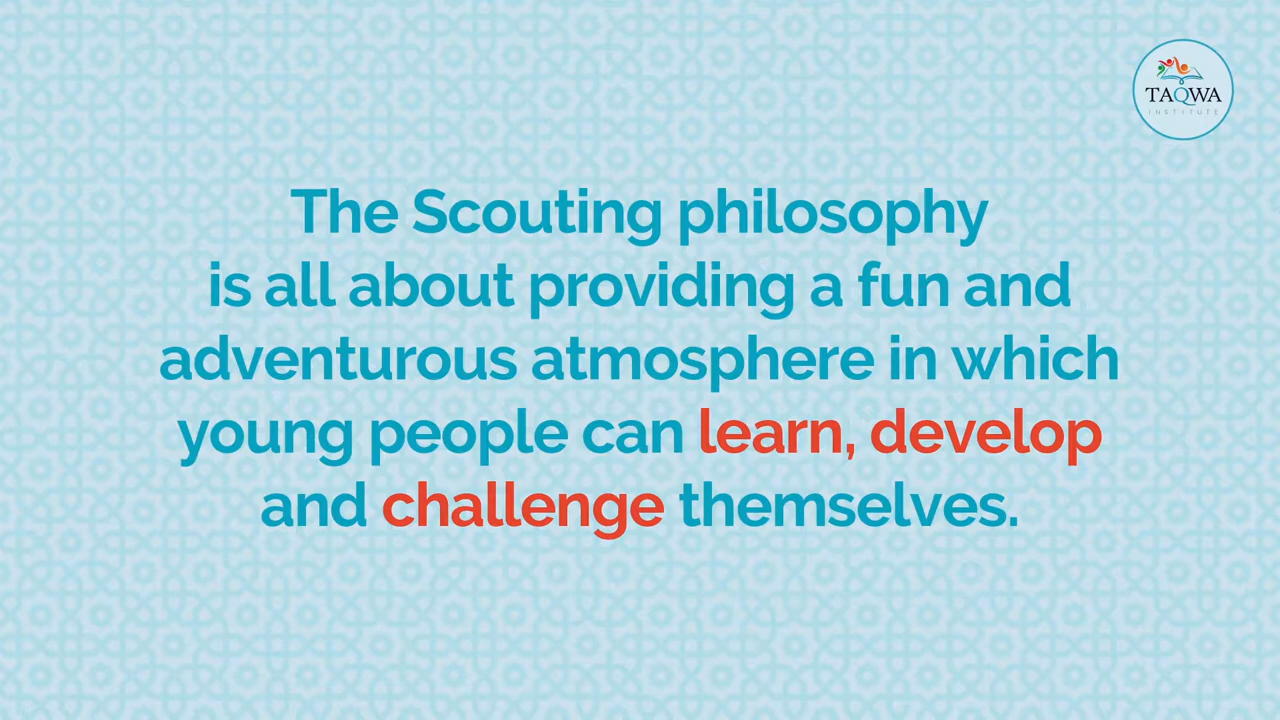 TAQWA
INSTITUTE
The Scouting philosophy
is all about providing a fun and
adventurous atmosphere in which
young people can learn, develop
and challenge themselves.